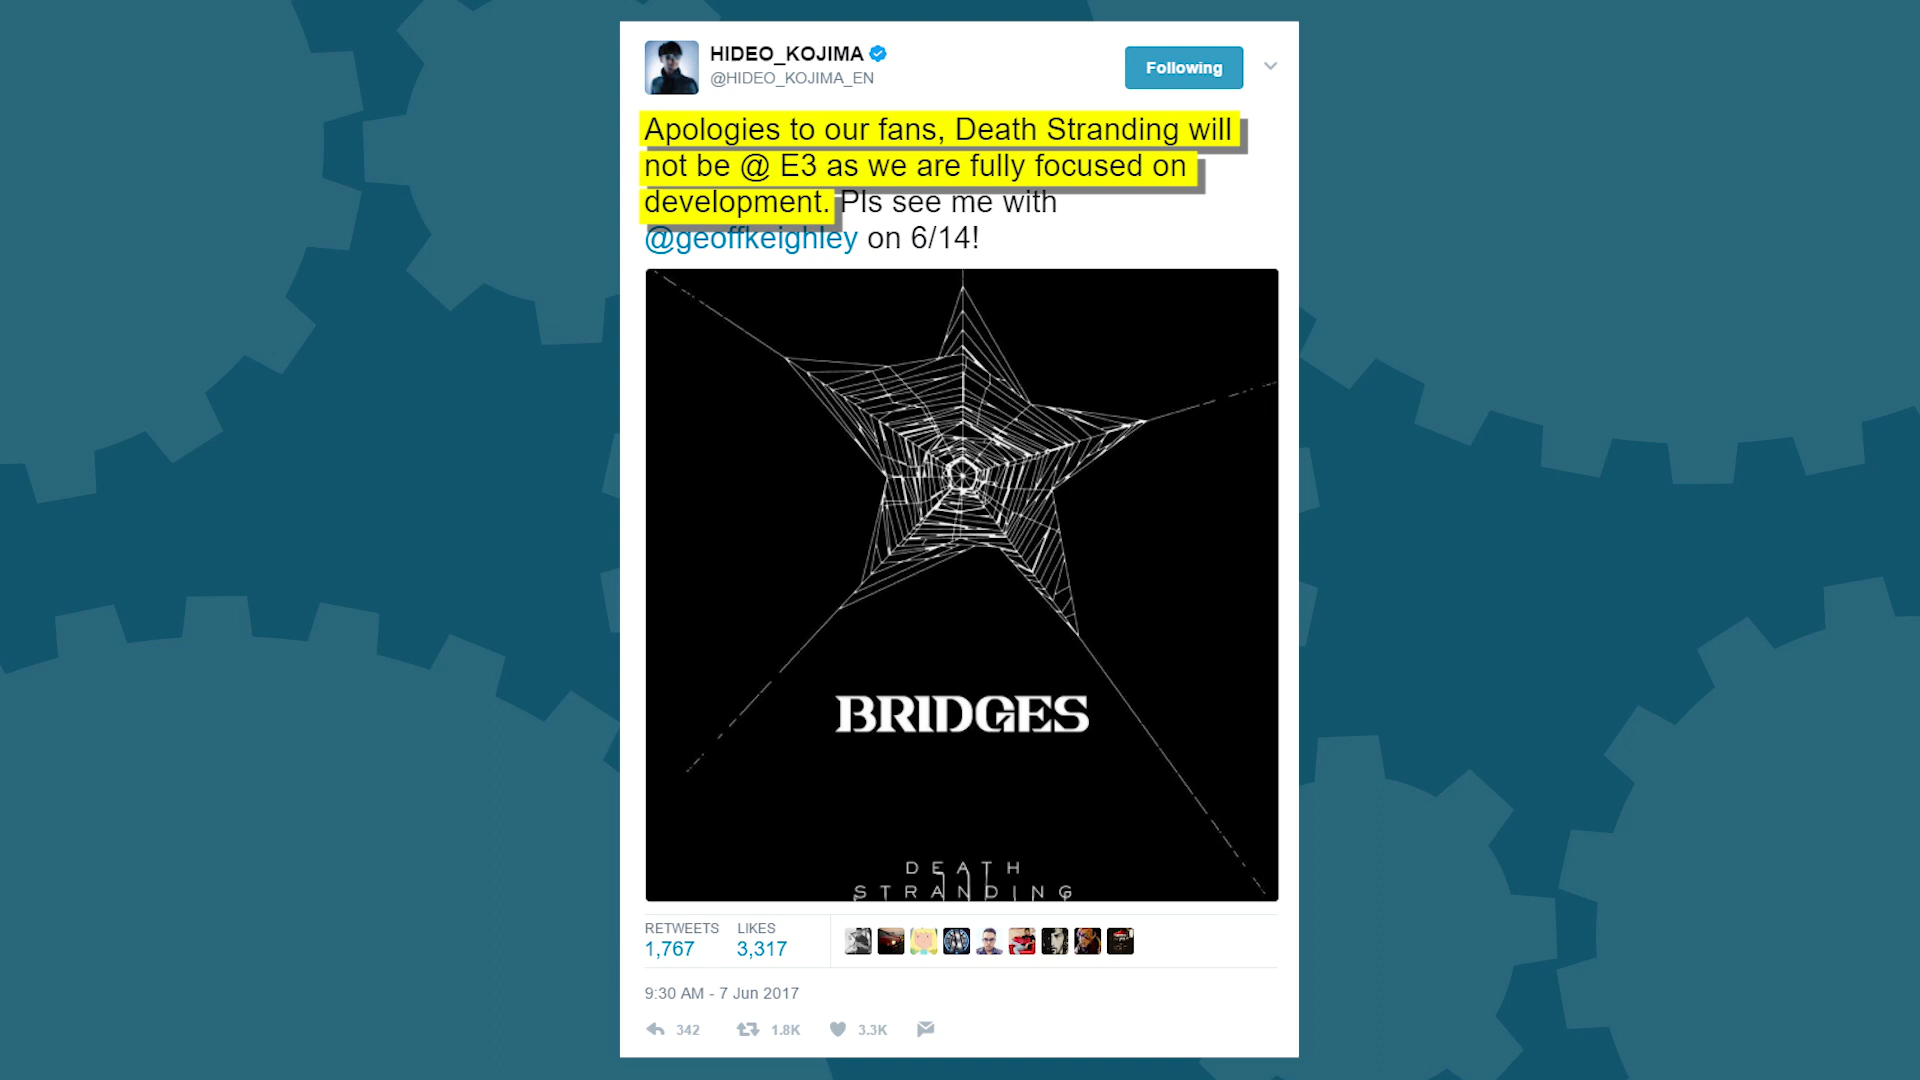 HIDEO_KOJIMA
@HIDEO_KOJIMA_EN
Following
Apologies to our fans, Death Stranding will
not be @ E3 as we are fully focused on
development. Pls see me with
@geoffkeighley on 6/14!
BRIDGES
DEATH
STRANDING
RETWEETS LIKES
1,767 3,317
9:30 AM - 7 Jun 2017
342 1.8K 3.3K